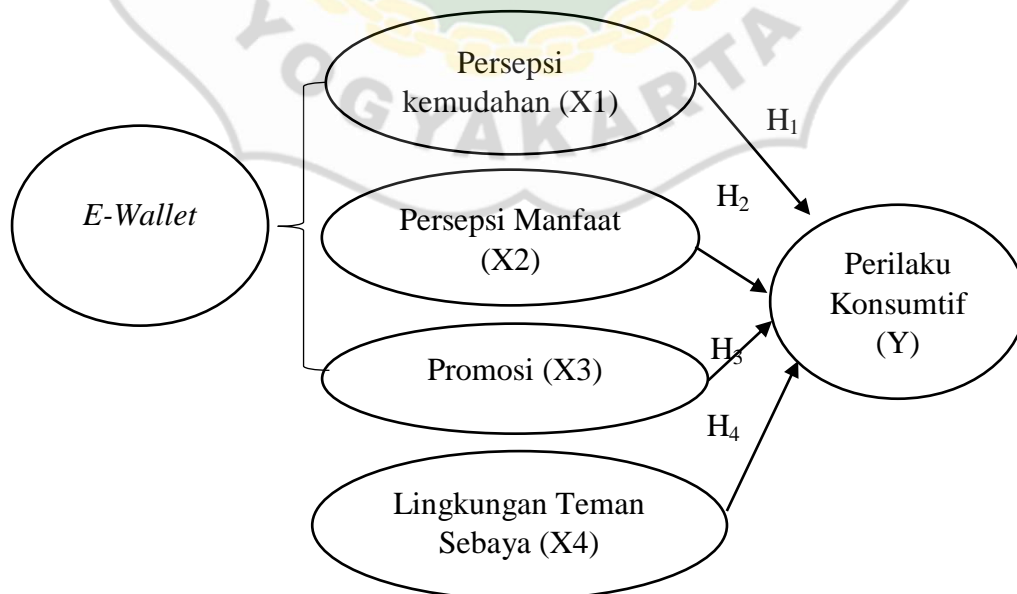 YOGYAKARTA
Persepsi
kemudahan (X1)
H₁
E-Wallet
Persepsi Manfaat
(X2)
H₂
Perilaku
Konsumtif
(Y)
Promosi (X3)
H₃
H₄
Lingkungan Teman
Sebaya (X4)